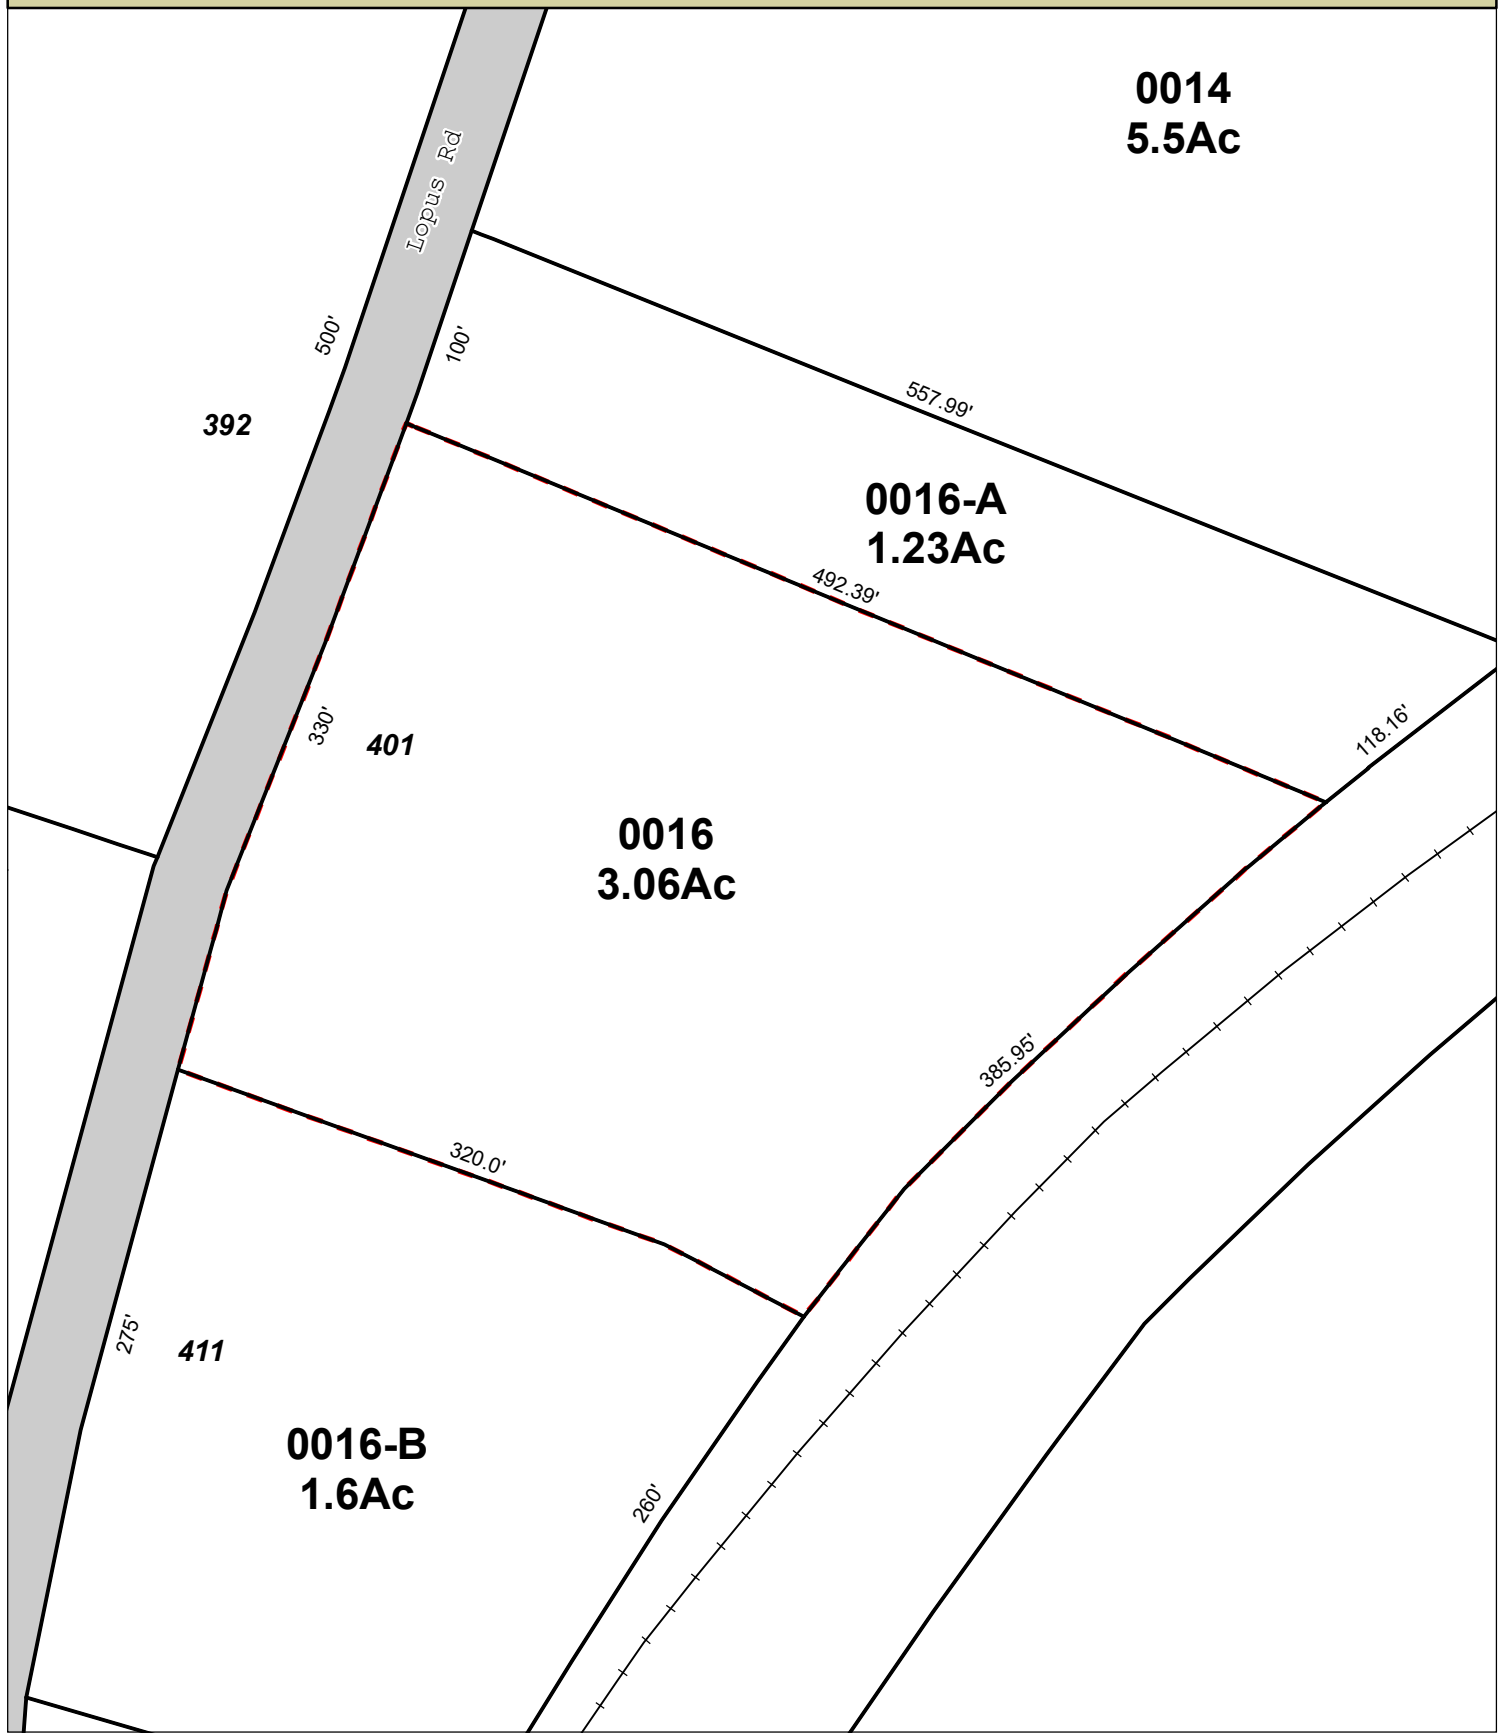 0014
5.5Ac
Lopus Rd
500'
100'
557.99'
392
0016-A
1.23Ac
492.39'
330'
401
118.16'
0016
3.06Ac
385.95'
320.0'
275'
411
0016-B
1.6Ac
260'